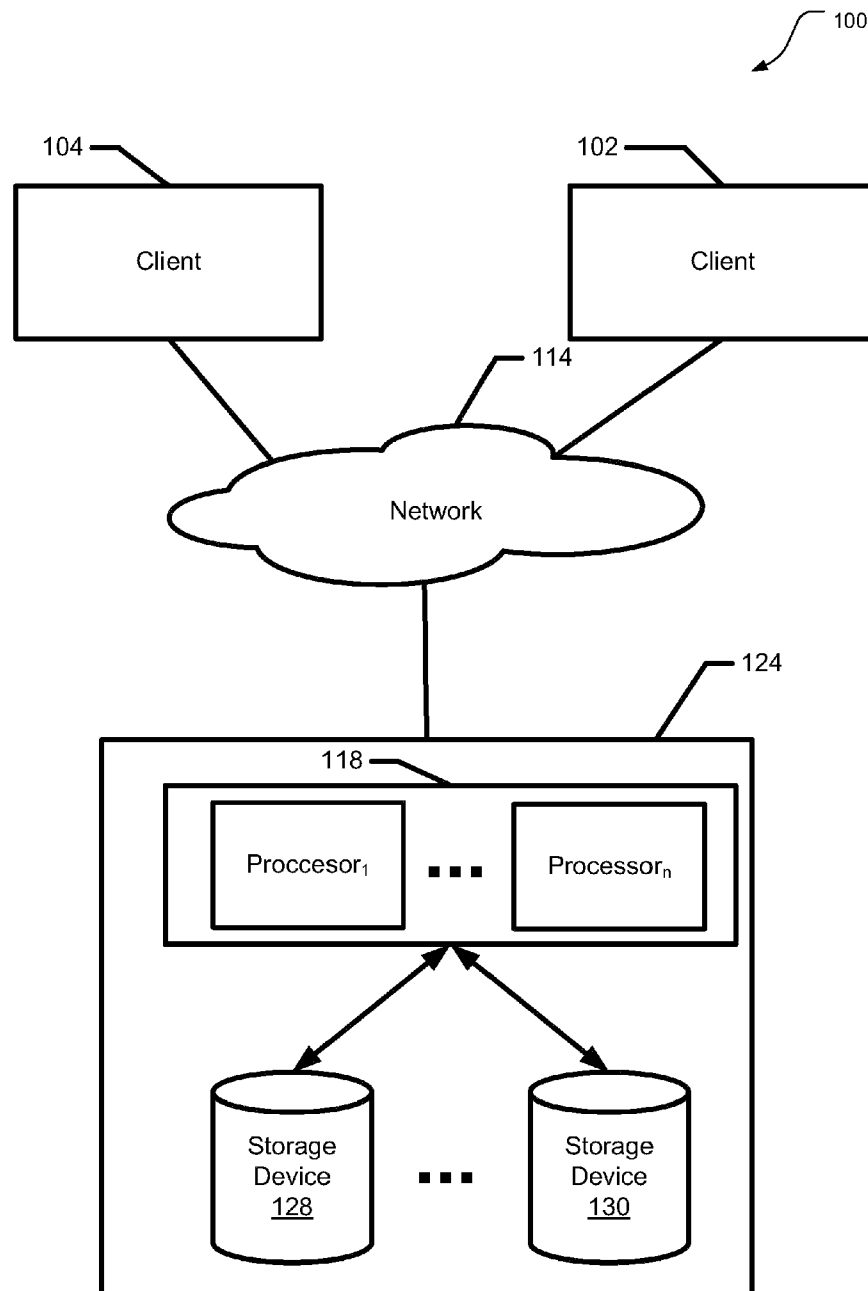 100
104
102
Client
Client
114
Network
124
118
Proccesor₁
Processorₙ
Storage
Device
128
Storage
Device
130